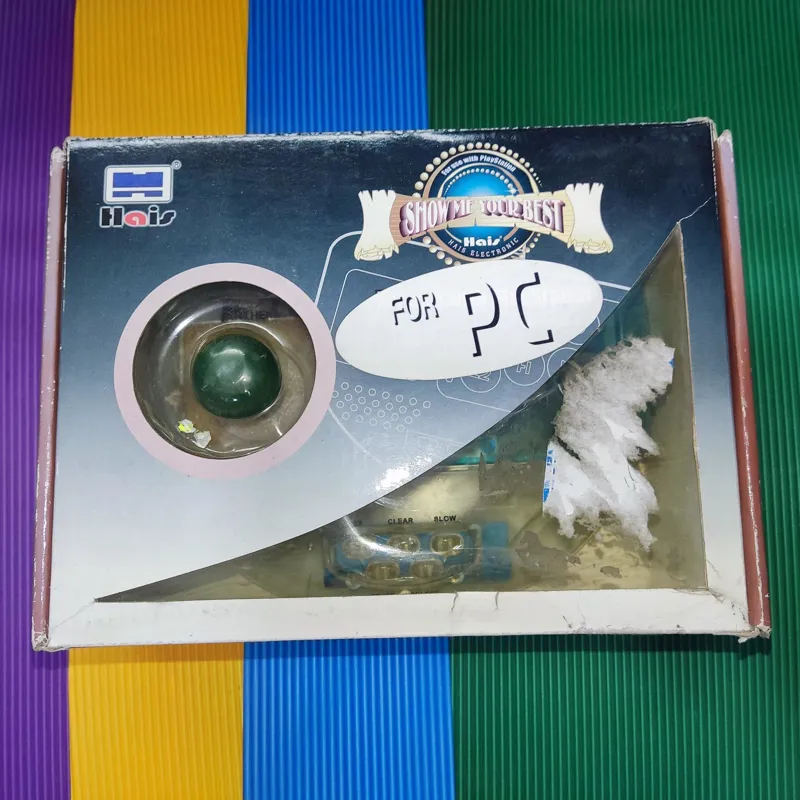 Hais
®
For use with PlayStation
SHOW ME YOUR BEST
Hais
HAIS ELECTRONIC
FOR PC
CLEAR SLOW